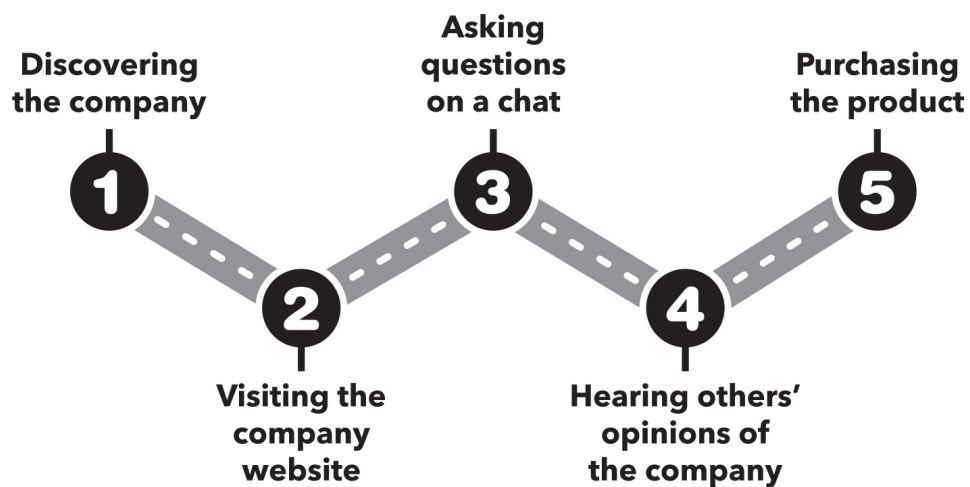 1
Discovering
the company
2
Visiting the
company
website
3
Asking
questions
on a chat
4
Hearing others’
opinions of
the company
5
Purchasing
the product